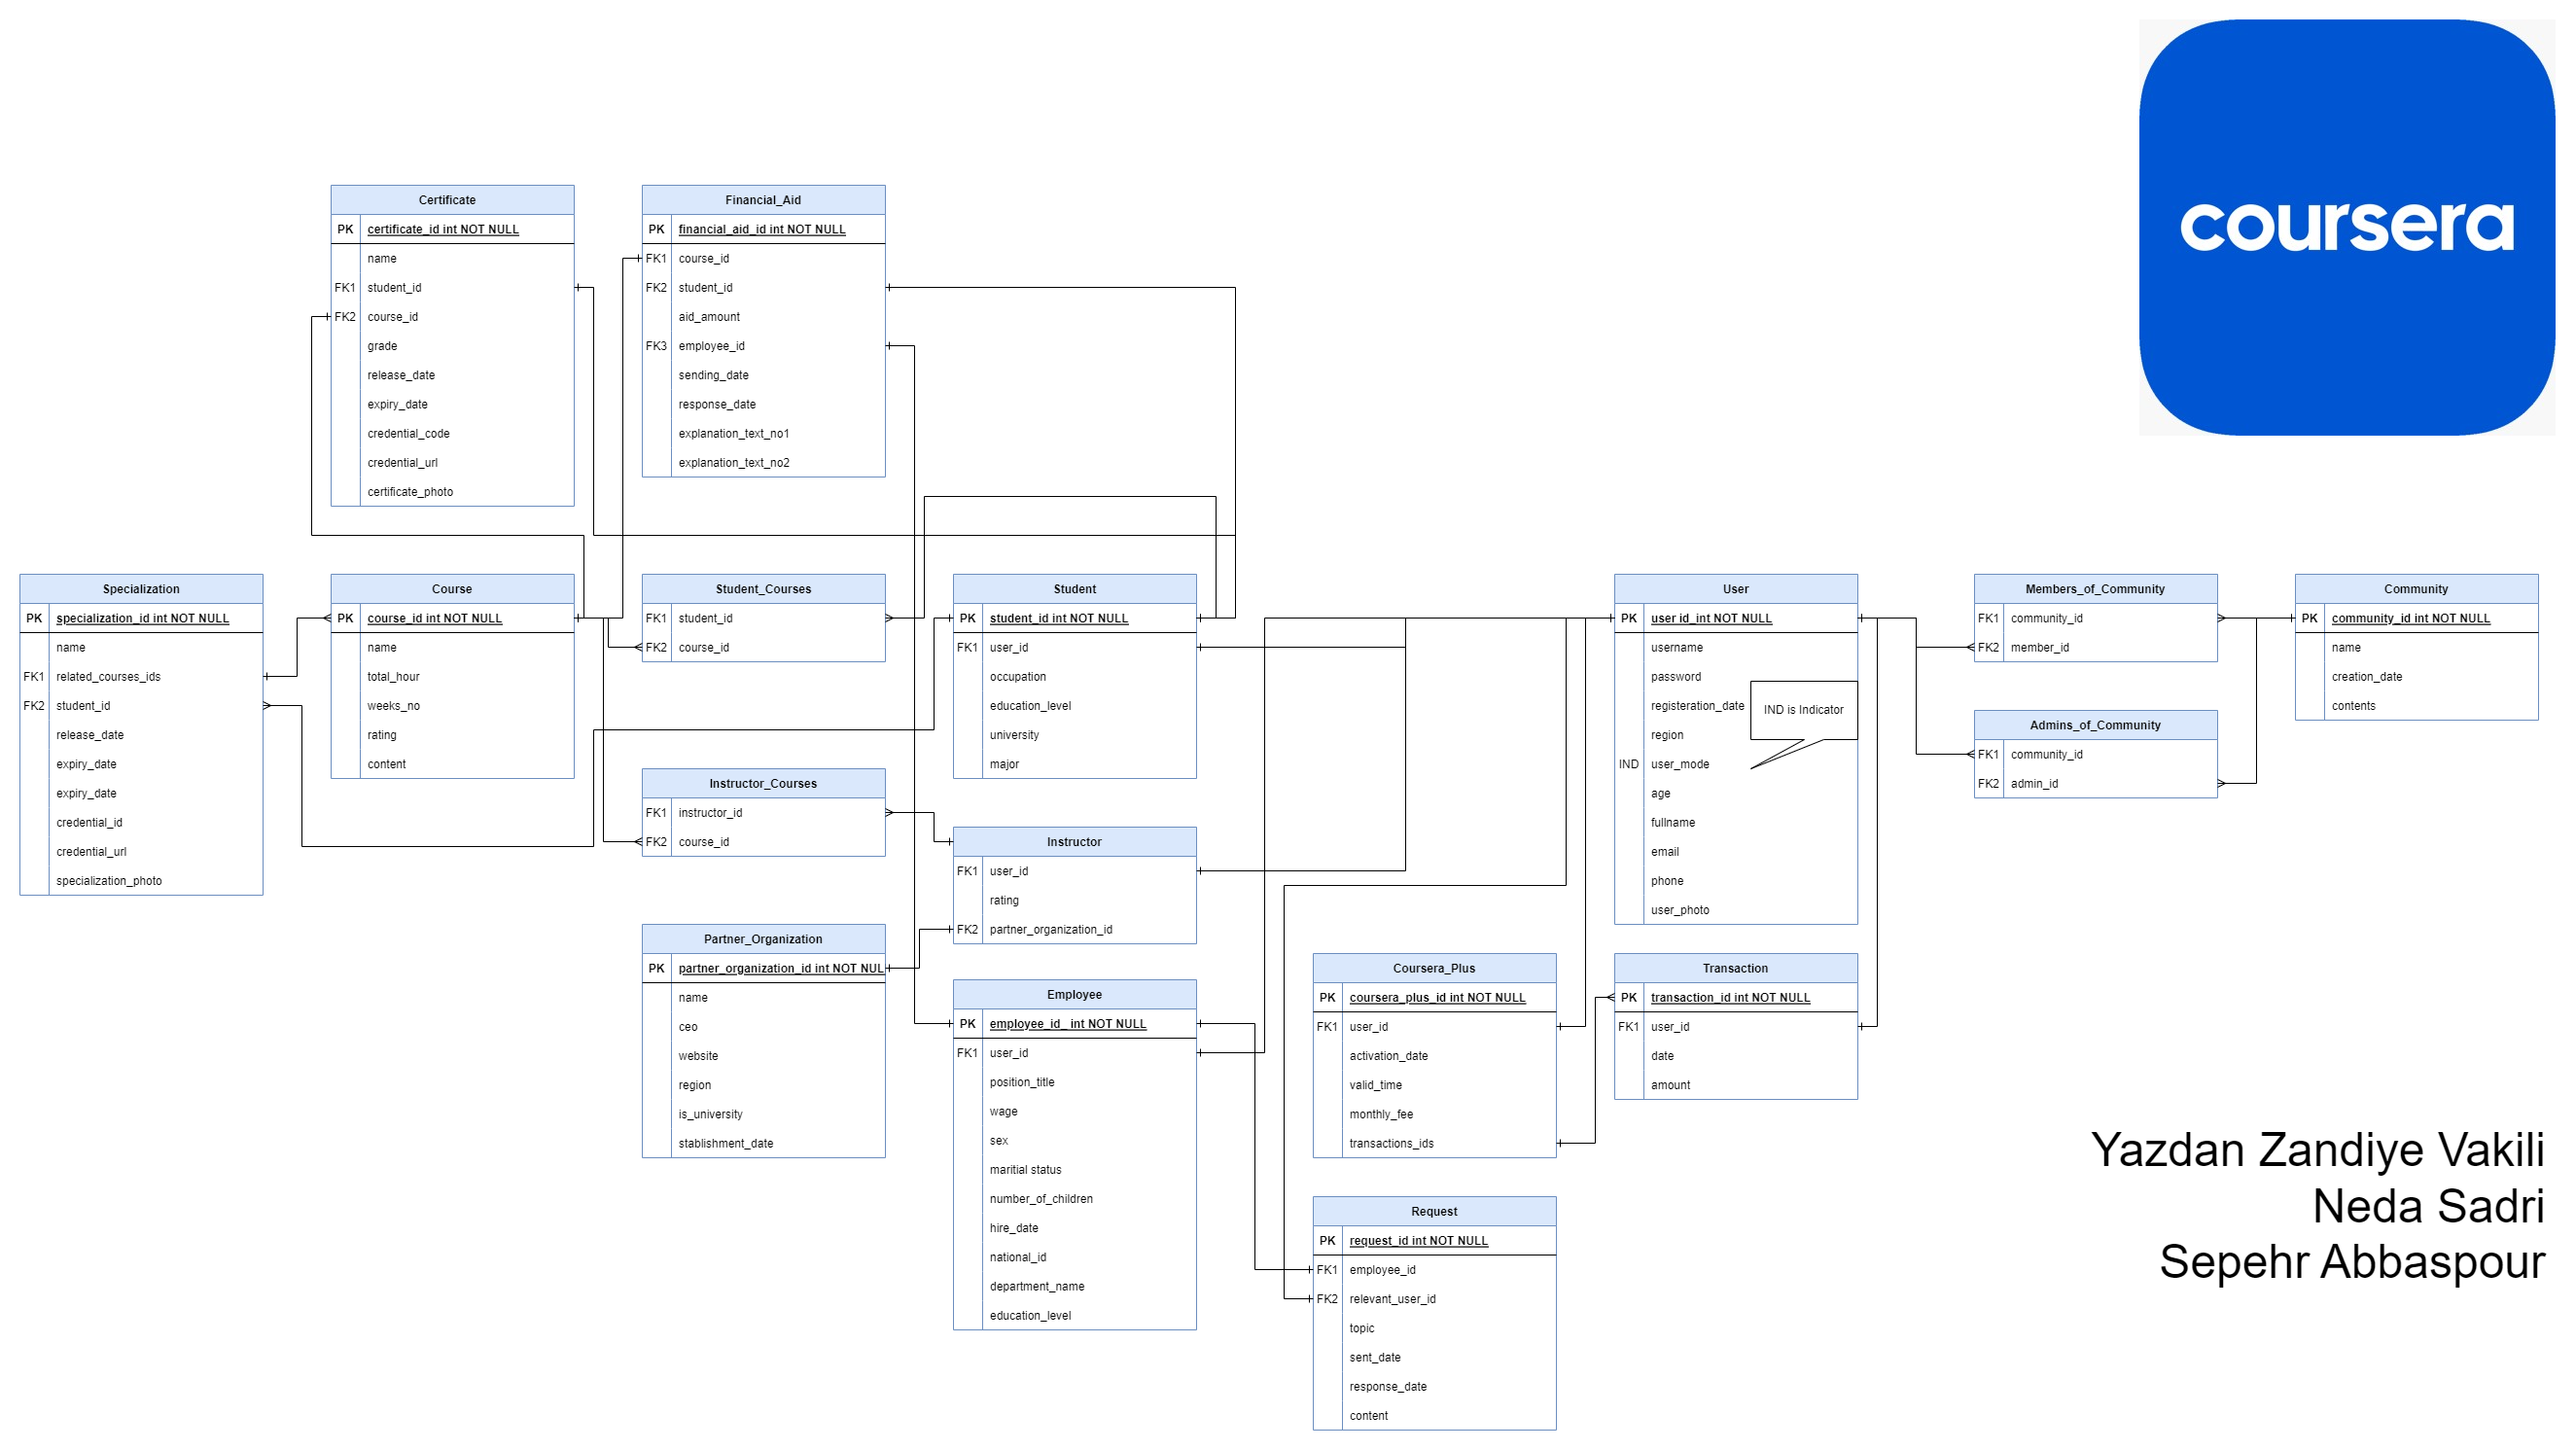 coursera
Certificate
PK certificate_id int NOT NULL
name
FK1 student_id
FK2 course_id
grade
release_date
expiry_date
credential_code
credential_url
certificate_photo
Financial_Aid
PK financial_aid_id int NOT NULL
FK1 course_id
FK2 student_id
aid_amount
FK3 employee_id
sending_date
response_date
explanation_text_no1
explanation_text_no2
Specialization
PK specialization_id int NOT NULL
name
FK1 related_courses_ids
FK2 student_id
release_date
expiry_date
expiry_date
credential_id
credential_url
specialization_photo
Course
PK course_id int NOT NULL
name
total_hour
weeks_no
rating
content
Student_Courses
FK1 student_id
FK2 course_id
Student
PK student_id int NOT NULL
FK1 user_id
occupation
education_level
university
major
User
PK user id_int NOT NULL
username
password
registeration_date
region
IND user_mode
age
fullname
email
phone
user_photo
IND is Indicator
Members_of_Community
FK1 community_id
FK2 member_id
Community
PK community_id int NOT NULL
name
creation_date
contents
Admins_of_Community
FK1 community_id
FK2 admin_id
Instructor_Courses
FK1 instructor_id
FK2 course_id
Instructor
FK1 user_id
rating
FK2 partner_organization_id
Partner_Organization
PK partner_organization_id int NOT NUL
name
ceo
website
region
is_university
stablishment_date
Employee
PK employee_id_ int NOT NULL
FK1 user_id
position_title
wage
sex
maritial status
number_of_children
hire_date
national_id
department_name
education_level
Coursera_Plus
PK coursera_plus_id int NOT NULL
FK1 user_id
activation_date
valid_time
monthly_fee
transactions_ids
Transaction
PK transaction_id int NOT NULL
FK1 user_id
date
amount
Request
PK request_id int NOT NULL
FK1 employee_id
FK2 relevant_user_id
topic
sent_date
response_date
content
Yazdan Zandiye Vakili
Neda Sadri
Sepehr Abbaspour